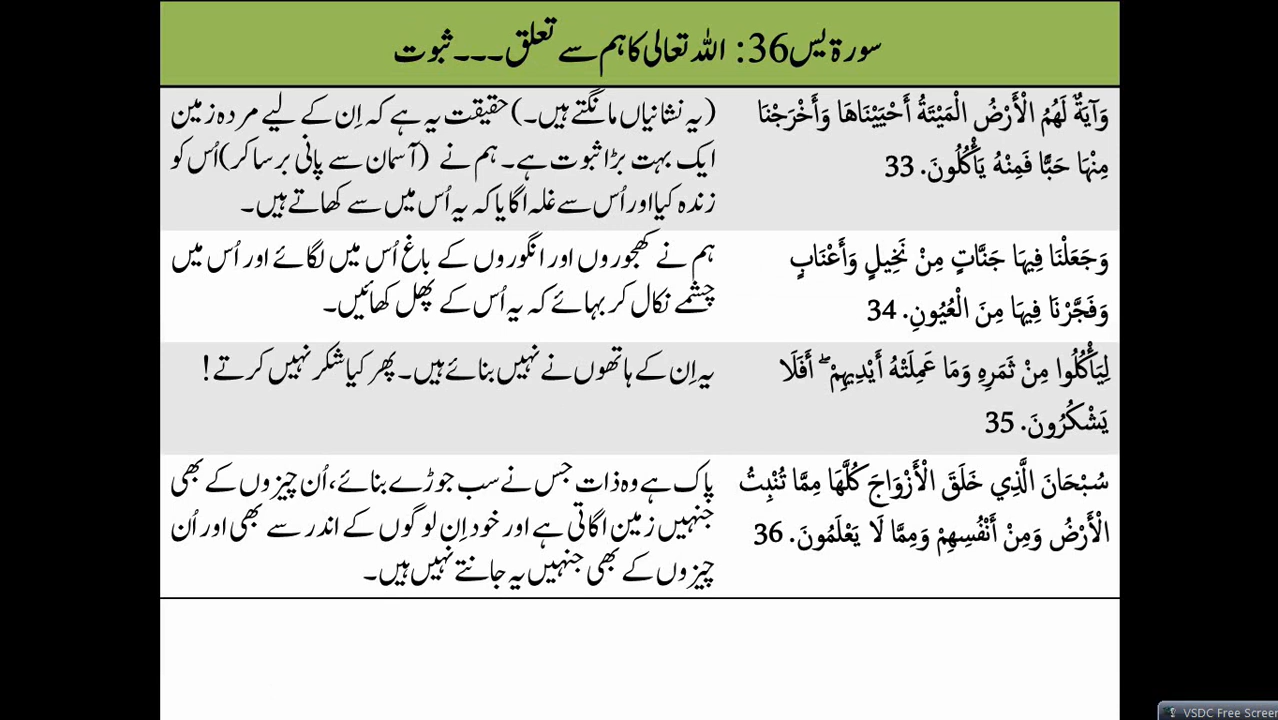 سورۃ یس36: اللہ تعالی کا ہم سے تعلق۔۔۔ ثبوت
وَآيَةٌ لَهُمُ الْأَرْضُ الْمَيْتَةُ أَحْيَيْنَاهَا وَأَخْرَجْنَا
مِنْهَا حَبًّا فَمِنْهُ يَأْكُلُونَ. 33
(یہ نشانیاں مانگتے ہیں۔) حقیقت یہ ہے کہ اِن کے لیے مردہ زمین
ایک بہت بڑا ثبوت ہے۔ ہم نے (آسمان سے پانی برسا کر) اُس کو
زندہ کیا اور اُس سے غلہ اگایا کہ یہ اُس میں سے کھاتے ہیں۔
وَجَعَلْنَا فِيهَا جَنَّاتٍ مِنْ نَخِيلٍ وَأَعْنَابٍ
وَفَجَّرْنَا فِيهَا مِنَ الْعُيُونِ. 34
ہم نے کھجوروں اور انگوروں کے باغ اُس میں لگائے اور اُس میں
چشمے نکال کر بہائے کہ یہ اُس کے پھل کھائیں۔
لِيَأْكُلُوا مِنْ ثَمَرِهِ وَمَا عَمِلَتْهُ أَيْدِيهِمْ ۖ أَفَلَا
يَشْكُرُونَ. 35
یہ اِن کے ہاتھوں نے نہیں بنائے ہیں۔ پھر کیا شکر نہیں کرتے!
سُبْحَانَ الَّذِي خَلَقَ الْأَزْوَاجَ كُلَّهَا مِمَّا تُنْبِتُ
الْأَرْضُ وَمِنْ أَنْفُسِهِمْ وَمِمَّا لَا يَعْلَمُونَ. 36
پاک ہے وہ ذات جس نے سب جوڑے بنائے، اُن چیزوں کے بھی
جنہیں زمین اگاتی ہے اور خود اِن لوگوں کے اندر سے بھی اور اُن
چیزوں کے بھی جنہیں یہ جانتے نہیں ہیں۔
VSDC Free Screen